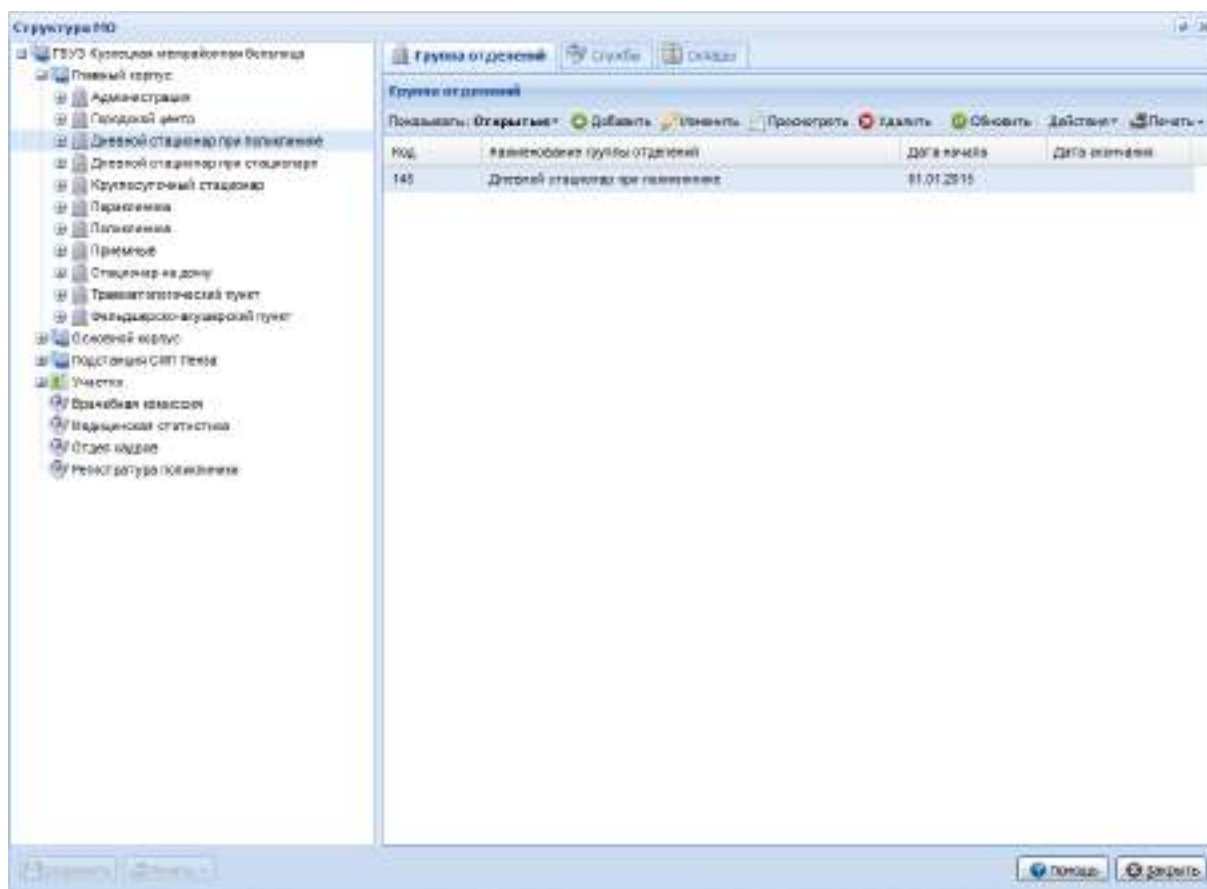 Структура МО
ГБУЗ Кузнецкая межрайонная больница
Главный корпус
Администрация
Городской центр
Дневной стационар при поликлинике
Дневной стационар при стационаре
Круглосуточный стационар
Параклиника
Поликлиника
Приемные
Стационар на дому
Травматологический пункт
Фельдшерско-акушерский пункт
Основной корпус
Подстанция СМП Пенза
Участки
Врачебная комиссия
Медицинская статистика
Отдел кадров
Регистратура поликлиники
Группа отделений Службы Склады
Группа отделений
Показывать: Открытые Добавить Изменить Просмотреть Удалить Обновить Действия Печать
Код Наименование группы отделений Дата начала Дата окончания
145 Дневной стационар при поликлинике 01.01.2015
Помощь Закрыть